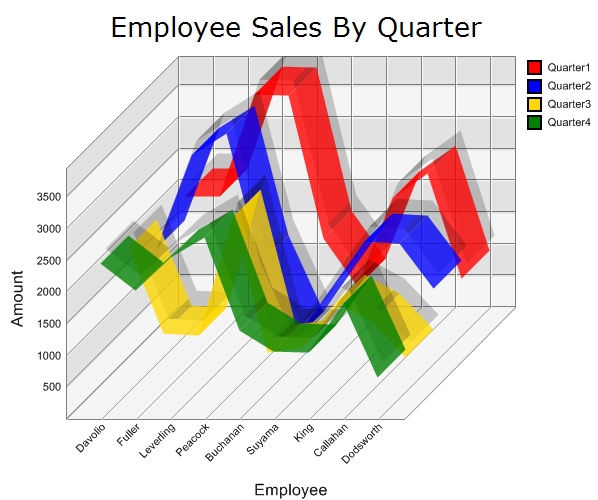 Employee Sales By Quarter
Quarter1
Quarter2
Quarter3
Quarter4
3500
3000
2500
2000
1500
1000
500
Amount
Davolio
Fuller
Leverling
Peacock
Buchanan
Suyama
King
Callahan
Dodsworth
Employee